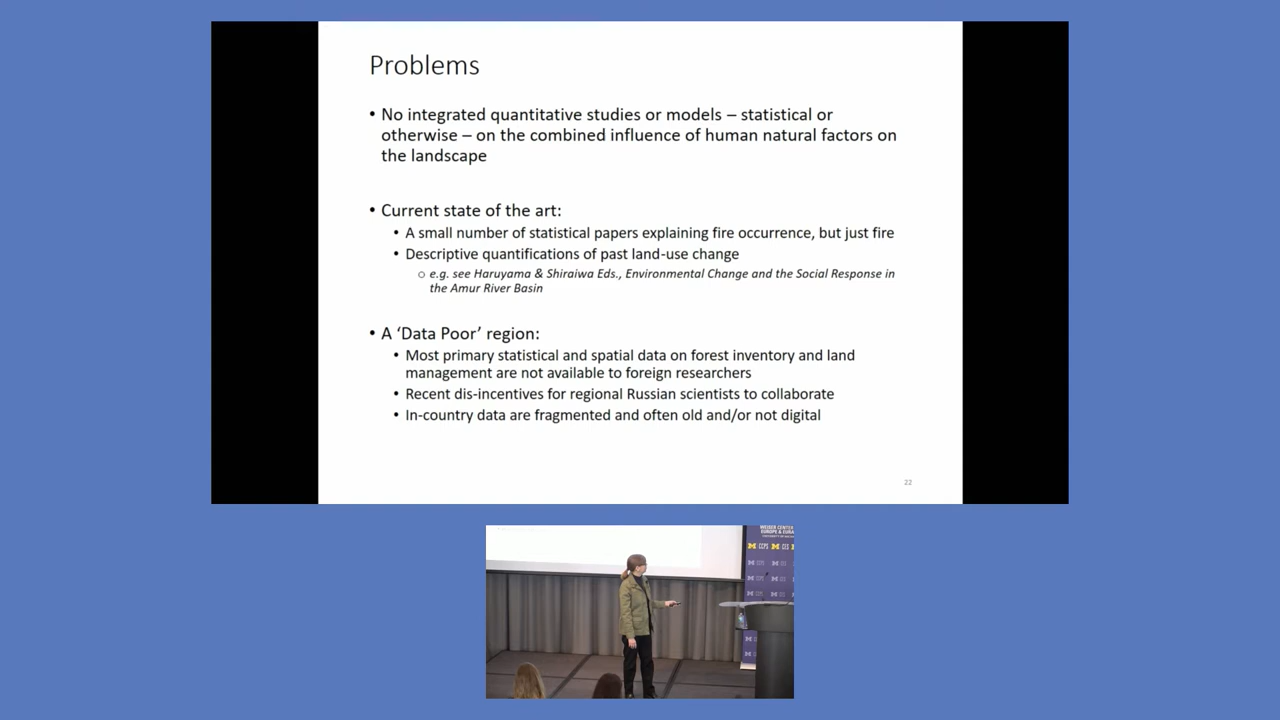 Problems
• No integrated quantitative studies or models – statistical or
otherwise – on the combined influence of human natural factors on
the landscape
• Current state of the art:
• A small number of statistical papers explaining fire occurrence, but just fire
• Descriptive quantifications of past land-use change
o e.g. see Haruyama & Shiraiwa Eds., Environmental Change and the Social Response in
the Amur River Basin
• A ‘Data Poor’ region:
• Most primary statistical and spatial data on forest inventory and land
management are not available to foreign researchers
• Recent dis-incentives for regional Russian scientists to collaborate
• In-country data are fragmented and often old and/or not digital
22
WEISER CENTER
EUROPE & EURA
M
M